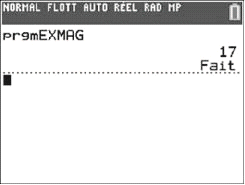 NORMAL FLOTT AUTO RÉEL RAD MP
prgmEXMAG
17
Fait